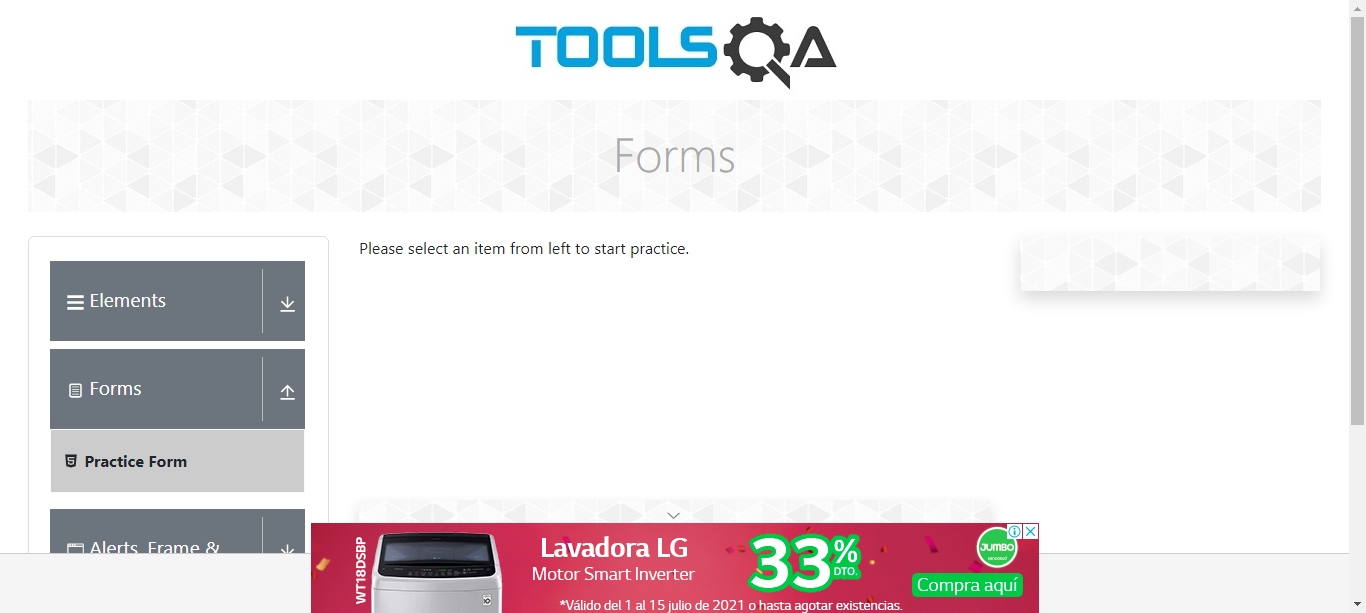 TOOLSQA
Forms
Please select an item from left to start practice.
Elements
Forms
Practice Form
Alerts, Frame &
WT18DSBP
Lavadora LG
Motor Smart Inverter
33%
DTO.
JUMBO
Compra aquí
*Válido del 1 al 15 julio de 2021 o hasta agotar existencias.